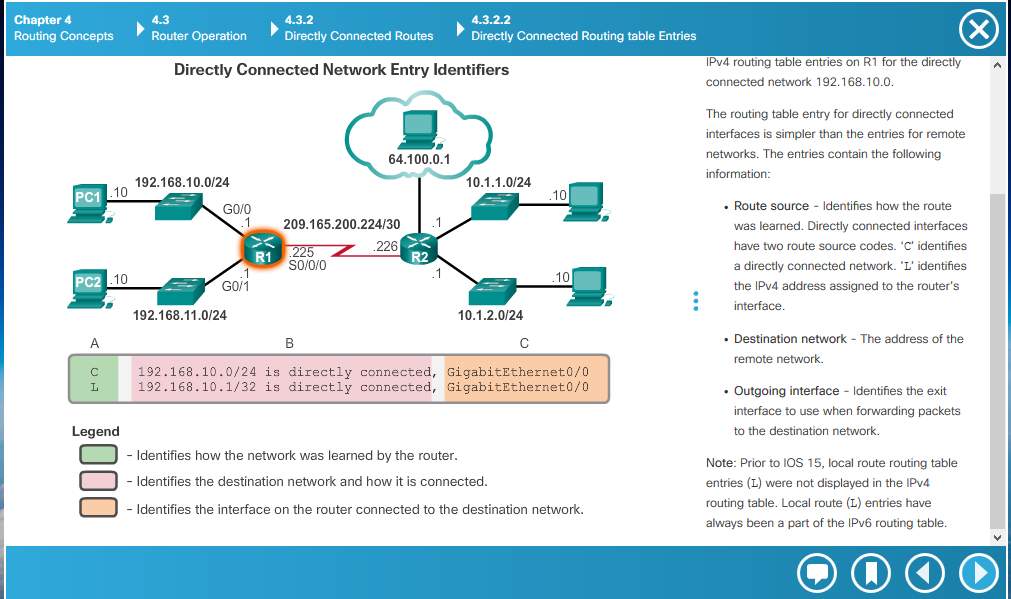 Chapter 4
Routing Concepts
4.3
Router Operation
4.3.2
Directly Connected Routes
4.3.2.2
Directly Connected Routing table Entries
Directly Connected Network Entry Identifiers
64.100.0.1
192.168.10.0/24
10.1.1.0/24
PC1
.10
.10
G0/0
.1
209.165.200.224/30
.1
R1
.225
.226
R2
S0/0/0
PC2
.10
.1
G0/1
.1
.10
192.168.11.0/24
10.1.2.0/24
A
B
C
C 192.168.10.0/24 is directly connected, GigabitEthernet0/0
L 192.168.10.1/32 is directly connected, GigabitEthernet0/0
Legend
- Identifies how the network was learned by the router.
- Identifies the destination network and how it is connected.
- Identifies the interface on the router connected to the destination network.
IPv4 routing table entries on R1 for the directly
connected network 192.168.10.0.
The routing table entry for directly connected
interfaces is simpler than the entries for remote
networks. The entries contain the following
information:
• Route source - Identifies how the route
was learned. Directly connected interfaces
have two route source codes. 'C' identifies
a directly connected network. 'L' identifies
the IPv4 address assigned to the router's
interface.
• Destination network - The address of the
remote network.
• Outgoing interface - Identifies the exit
interface to use when forwarding packets
to the destination network.
Note: Prior to IOS 15, local route routing table
entries (L) were not displayed in the IPv4
routing table. Local route (L) entries have
always been a part of the IPv6 routing table.